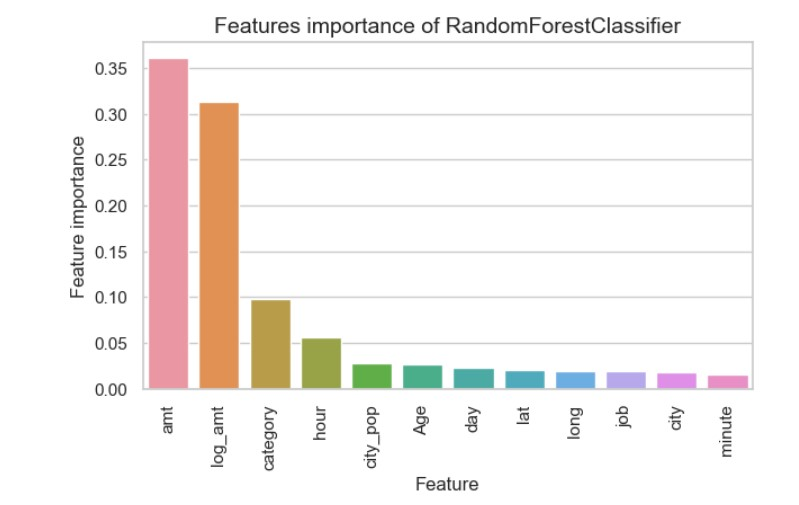 Features importance of RandomForestClassifier
Feature importance
0.35
0.30
0.25
0.20
0.15
0.10
0.05
0.00
amt
log_amt
category
hour
city_pop
Age
day
lat
long
job
city
minute
Feature